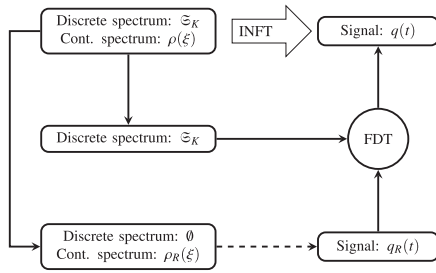 Discrete spectrum: 𝔖_K
Cont. spectrum: ρ(ξ)
INFT
Signal: q(t)
Discrete spectrum: 𝔖_K
FDT
Discrete spectrum: ∅
Cont. spectrum: ρ_R(ξ)
Signal: q_R(t)